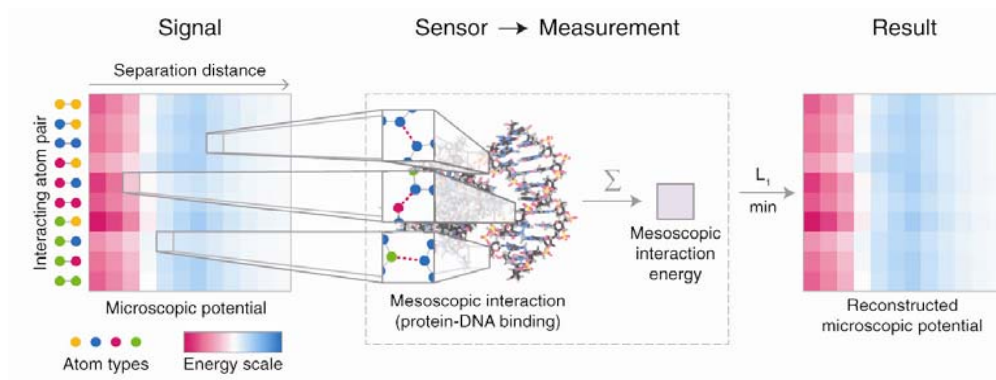 Signal
Sensor → Measurement
Result
Separation distance
Interacting atom pair
Microscopic potential
Atom types
Energy scale
Mesoscopic interaction
(protein-DNA binding)
Σ
Mesoscopic
interaction
energy
L₁
min
Reconstructed
microscopic potential